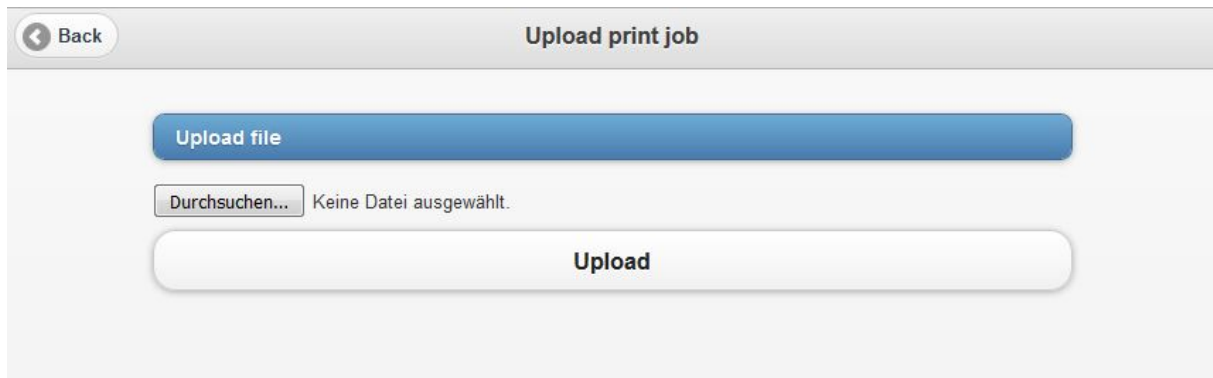 Back
Upload print job
Upload file
Durchsuchen... Keine Datei ausgewählt.
Upload